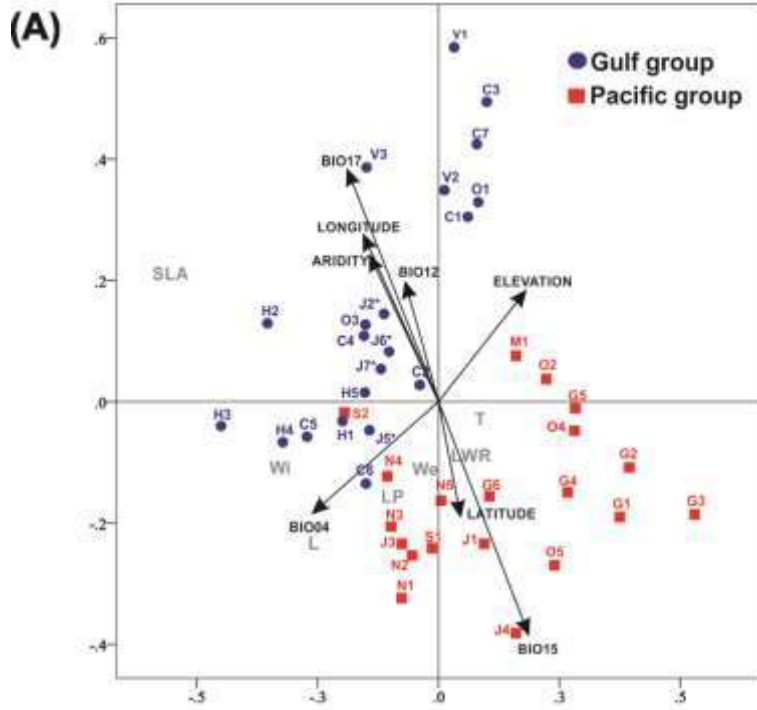 (A)
.6
V1
Gulf group
Pacific group
C3
C7
.4
BIO17
V3
V2
O1
C1
LONGITUDE
ARIDITY
BIO12
SLA
ELEVATION
.2
H2
J2*
O3
C4
J6*
J7*
M1
O2
H5
G5
.0
S2
H3
H4
C5
H1
J5*
T
O4
Wi
C6
N4
We
LWR
G2
LP
N5
G6
G4
G1
G3
BIO04
L
N3
LATITUDE
-.2
J3
S1
J1
N2
O5
N1
J4
BIO15
-.4
-.5
-.3
.0
.3
.5